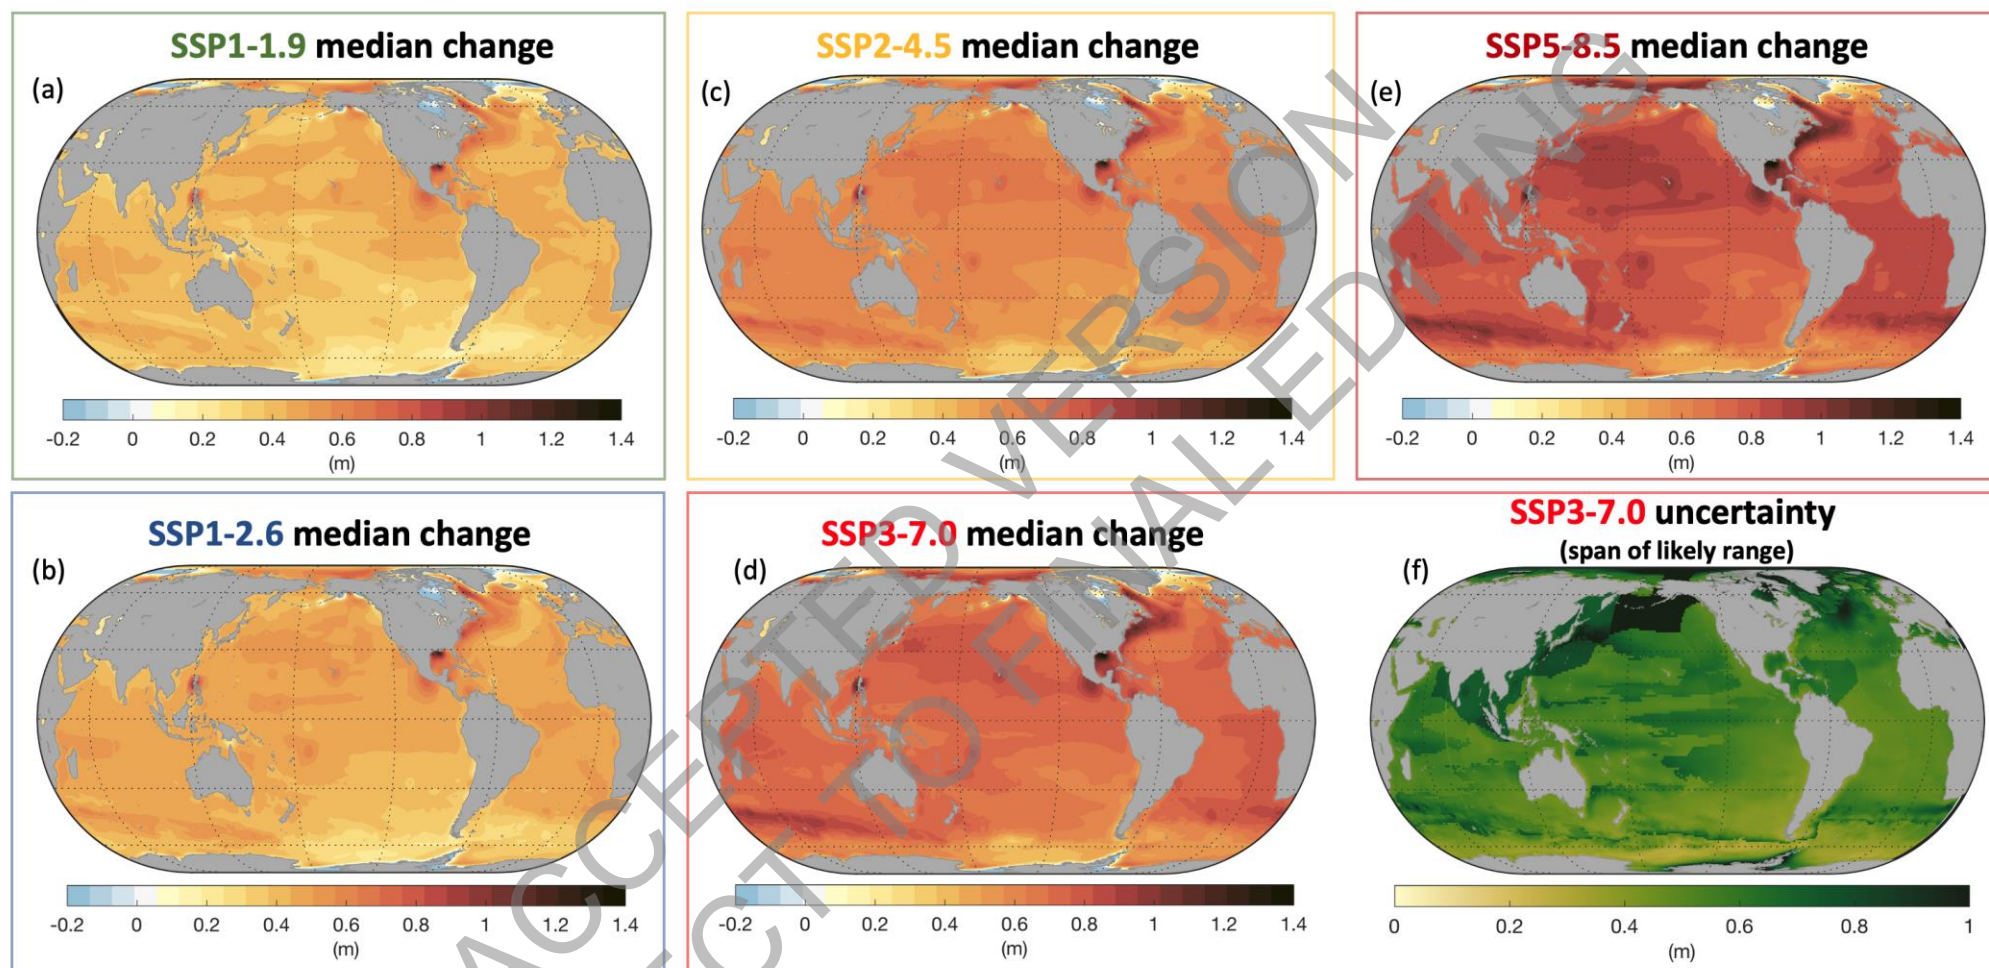 SSP1-1.9 median change
(a)
-0.2 0 0.2 0.4 0.6 0.8 1 1.2 1.4
(m)
SSP2-4.5 median change
(c)
-0.2 0 0.2 0.4 0.6 0.8 1 1.2 1.4
(m)
SSP5-8.5 median change
(e)
-0.2 0 0.2 0.4 0.6 0.8 1 1.2 1.4
(m)
SSP1-2.6 median change
(b)
-0.2 0 0.2 0.4 0.6 0.8 1 1.2 1.4
(m)
SSP3-7.0 median change
(d)
-0.2 0 0.2 0.4 0.6 0.8 1 1.2 1.4
(m)
SSP3-7.0 uncertainty
(span of likely range)
(f)
0 0.2 0.4 0.6 0.8 1
(m)
ACCEPTED VERSION
TO FINAL EDITING